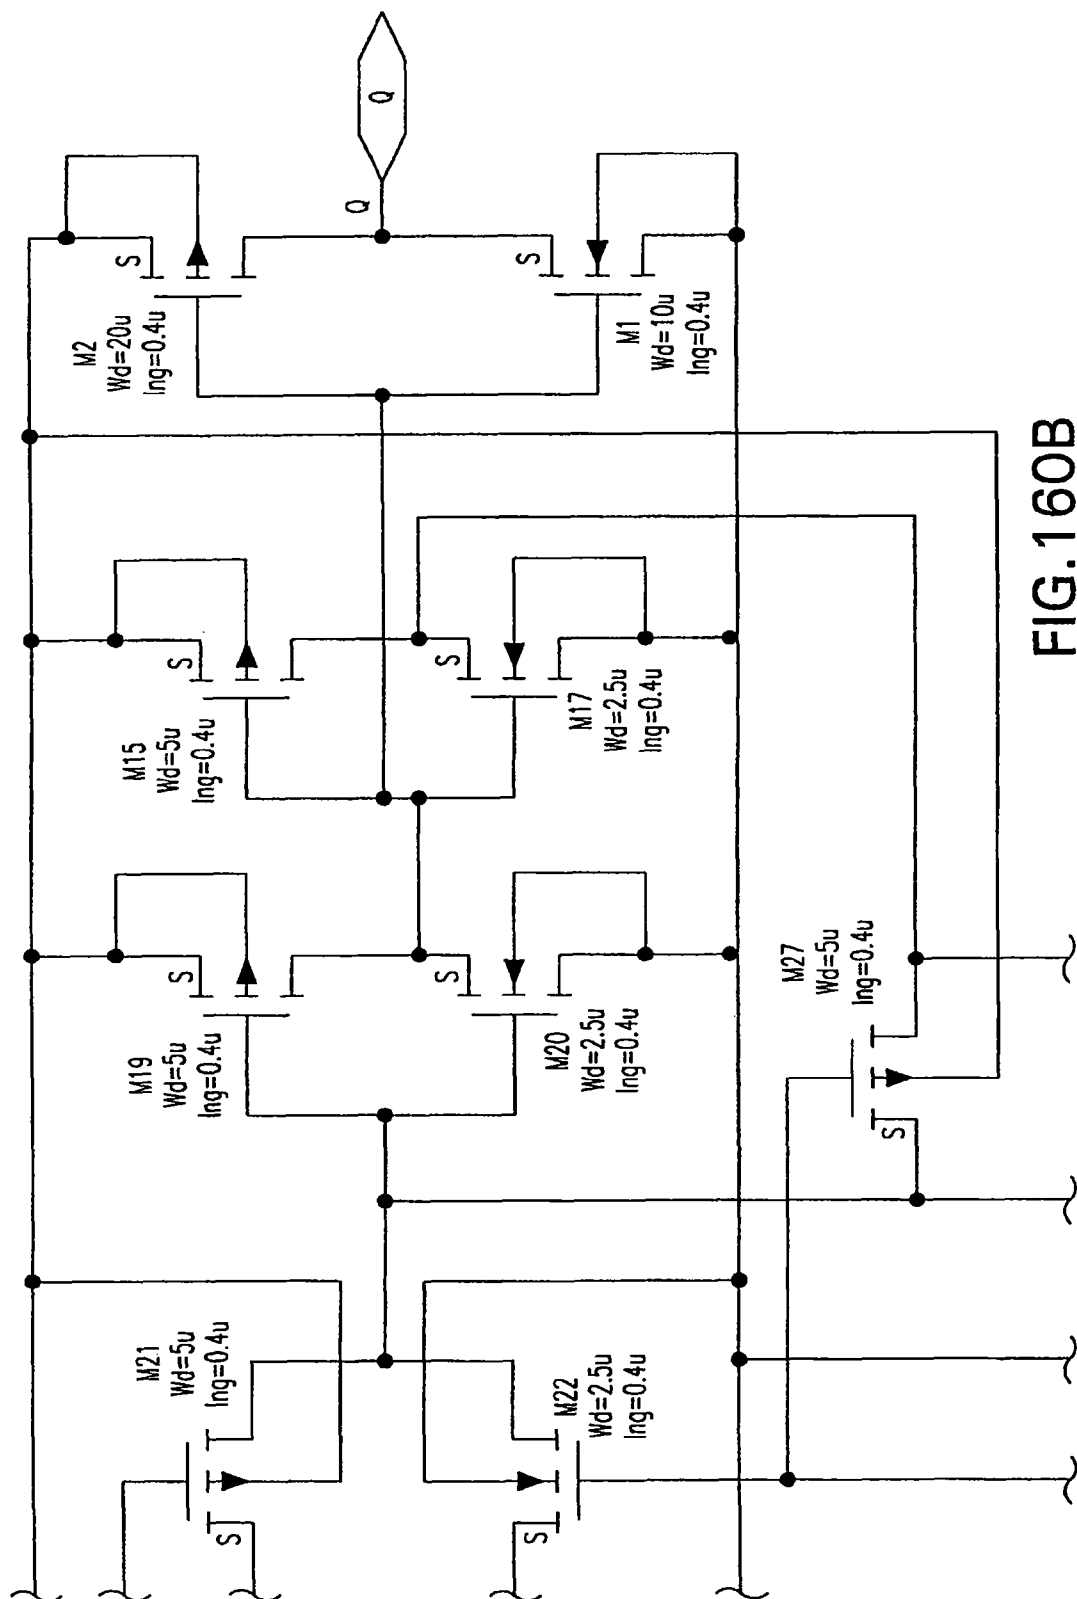 Q
Q
S
M2
Wd=20u
lng=0.4u
S
M1
Wd=10u
lng=0.4u
S
M15
Wd=5u
lng=0.4u
S
M17
Wd=2.5u
lng=0.4u
S
M19
Wd=5u
lng=0.4u
S
M20
Wd=2.5u
lng=0.4u
M27
Wd=5u
lng=0.4u
S
M21
Wd=5u
lng=0.4u
S
M22
Wd=2.5u
lng=0.4u
S
FIG.160B